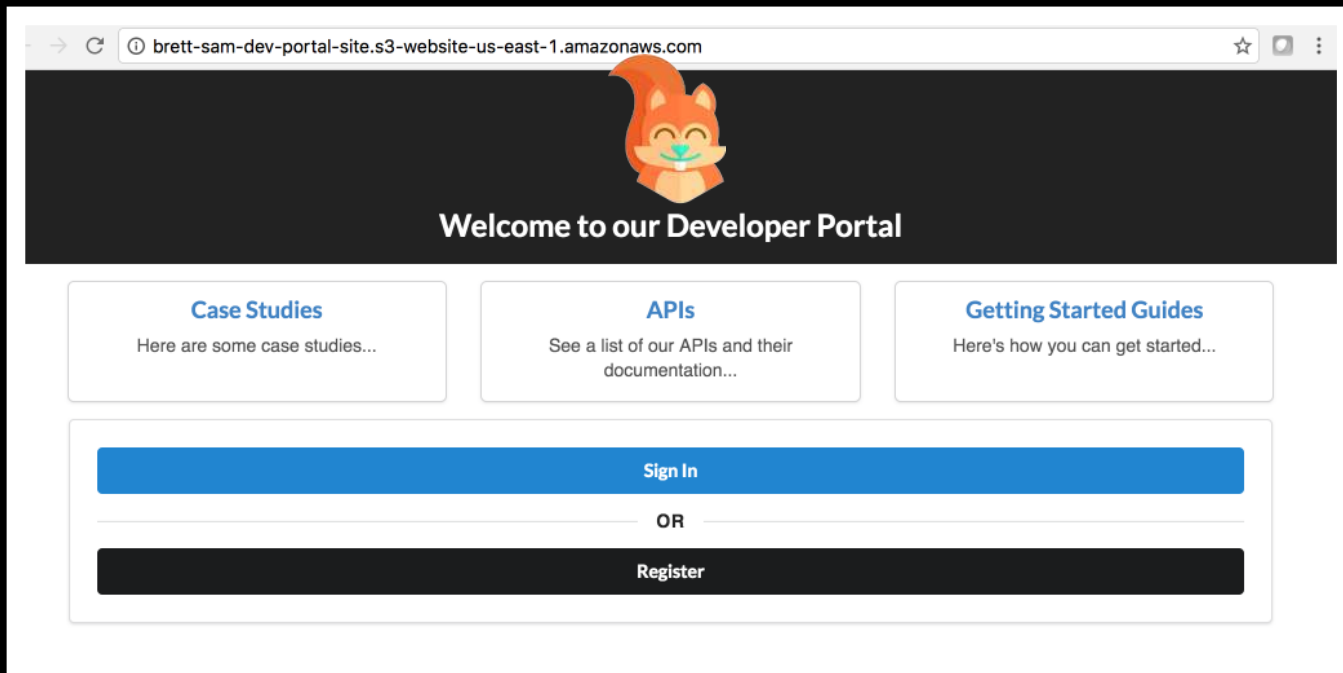 brett-sam-dev-portal-site.s3-website-us-east-1.amazonaws.com
Welcome to our Developer Portal
Case Studies
Here are some case studies...
APIs
See a list of our APIs and their
documentation...
Getting Started Guides
Here's how you can get started...
Sign In
OR
Register